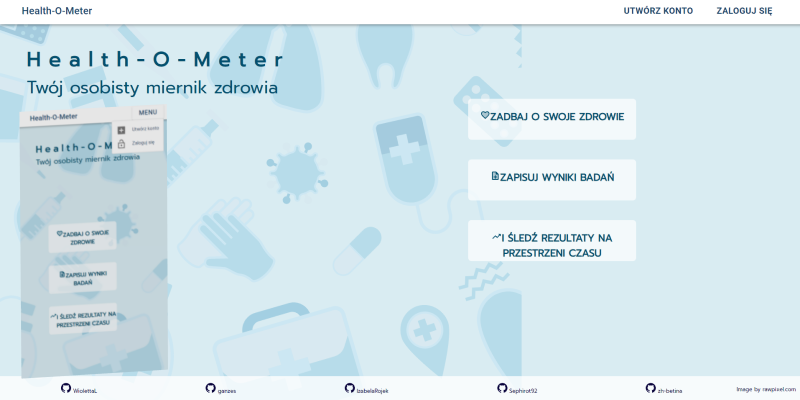 Health-O-Meter
UTWÓRZ KONTO
ZALOGUJ SIĘ
Health-O-Meter
Twój osobisty miernik zdrowia
ZADBAJ O SWOJE ZDROWIE
ZAPISUJ WYNIKI BADAŃ
I ŚLEDŹ REZULTATY NA
PRZESTRZENI CZASU
Health-O-Meter
MENU
Utwórz konto
Zaloguj się
Health-O-M
Twój osobisty miernik zdrowia
ZADBAJ O SWOJE
ZDROWIE
ZAPISUJ WYNIKI
BADAŃ
I ŚLEDŹ REZULTATY NA
PRZESTRZENI CZASU
WiolettaL
ganzes
IzabelaRojek
Sephirot92
zh-betina
Image by rawpixel.com